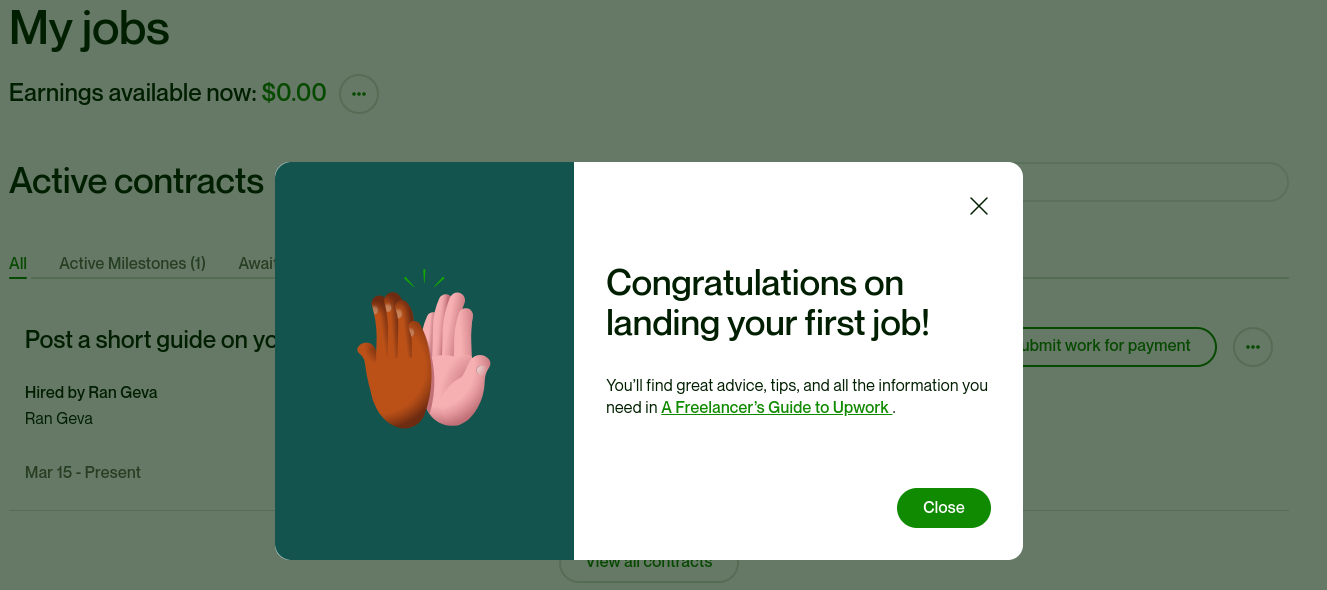 My jobs
Earnings available now: $0.00
Active contracts
All Active Milestones (1)
Post a short guide on
Hired by Ran Geva
Ran Geva
Mar 15 - Present
Congratulations on
landing your first job!
You'll find great advice, tips, and all the information you
need in A Freelancer's Guide to Upwork .
Close
ubmit work for payment
View all contracts